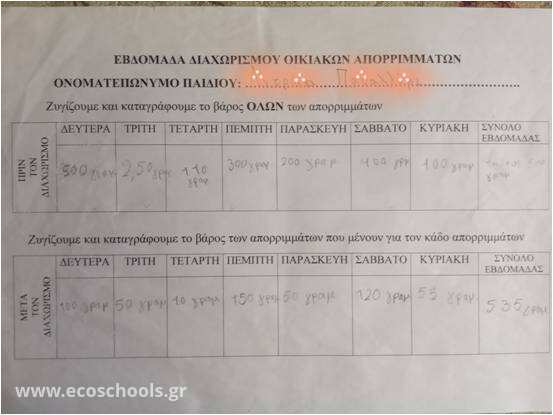 ΕΒΔΟΜΑΔΑ ΔΙΑΧΩΡΙΣΜΟΥ ΟΙΚΙΑΚΩΝ ΑΠΟΡΡΙΜΜΑΤΩΝ
ΟΝΟΜΑΤΕΠΩΝΥΜΟ ΠΑΙΔΙΟΥ:
Ζυγίζουμε και καταγράφουμε το βάρος ΟΛΩΝ των απορριμμάτων
ΠΡΙΝ ΤΟΝ ΔΙΑΧΩΡΙΣΜΟ
ΔΕΥΤΕΡΑ ΤΡΙΤΗ ΤΕΤΑΡΤΗ ΠΕΜΠΤΗ ΠΑΡΑΣΚΕΥΗ ΣΑΒΒΑΤΟ ΚΥΡΙΑΚΗ ΣΥΝΟΛΟ ΕΒΔΟΜΑΔΑΣ
500 2,50 γραμ 110 γραμ 300 γραμ 200 γραμ 400 γραμ 100 γραμ
Ζυγίζουμε και καταγράφουμε το βάρος των απορριμμάτων που μένουν για τον κάδο απορριμμάτων
ΜΕΤΑ ΤΟΝ ΔΙΑΧΩΡΙΣΜΟ
ΔΕΥΤΕΡΑ ΤΡΙΤΗ ΤΕΤΑΡΤΗ ΠΕΜΠΤΗ ΠΑΡΑΣΚΕΥΗ ΣΑΒΒΑΤΟ ΚΥΡΙΑΚΗ ΣΥΝΟΛΟ ΕΒΔΟΜΑΔΑΣ
100 γραμ 50 γραμ 10 γραμ 150 γραμ 50 γραμ 120 γραμ 55 γραμ 535 γραμ
www.ecoschools.gr